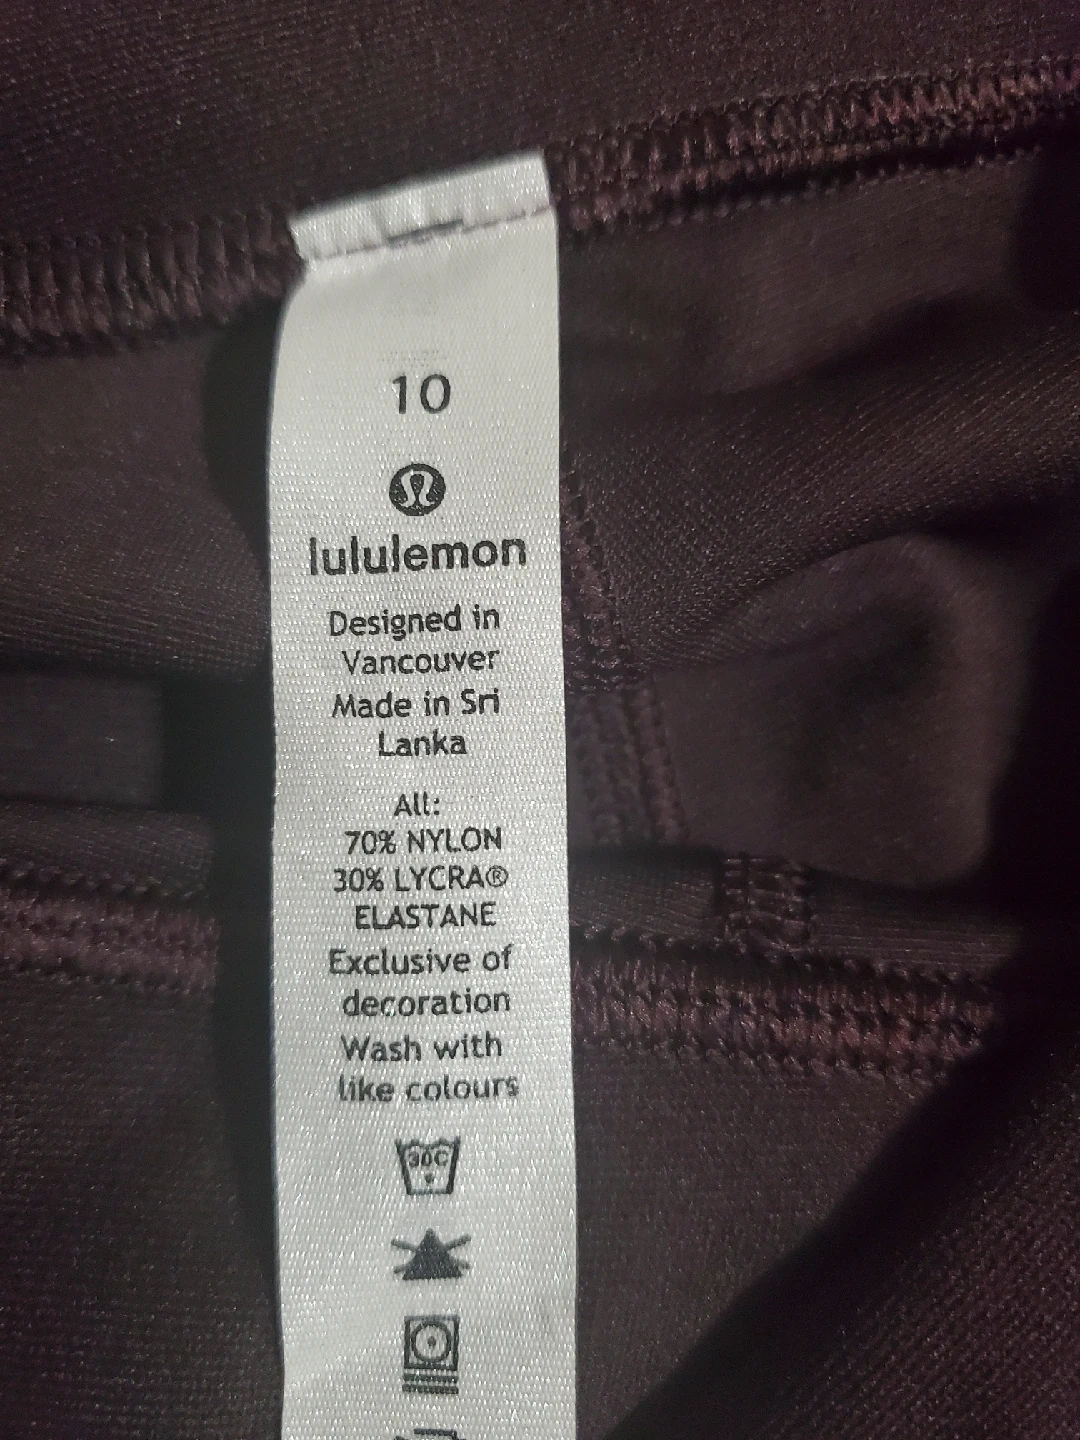 10
lululemon
Designed in
Vancouver
Made in Sri
Lanka
All:
70% NYLON
30% LYCRA®
ELASTANE
Exclusive of
decoration
Wash with
like colours
30C